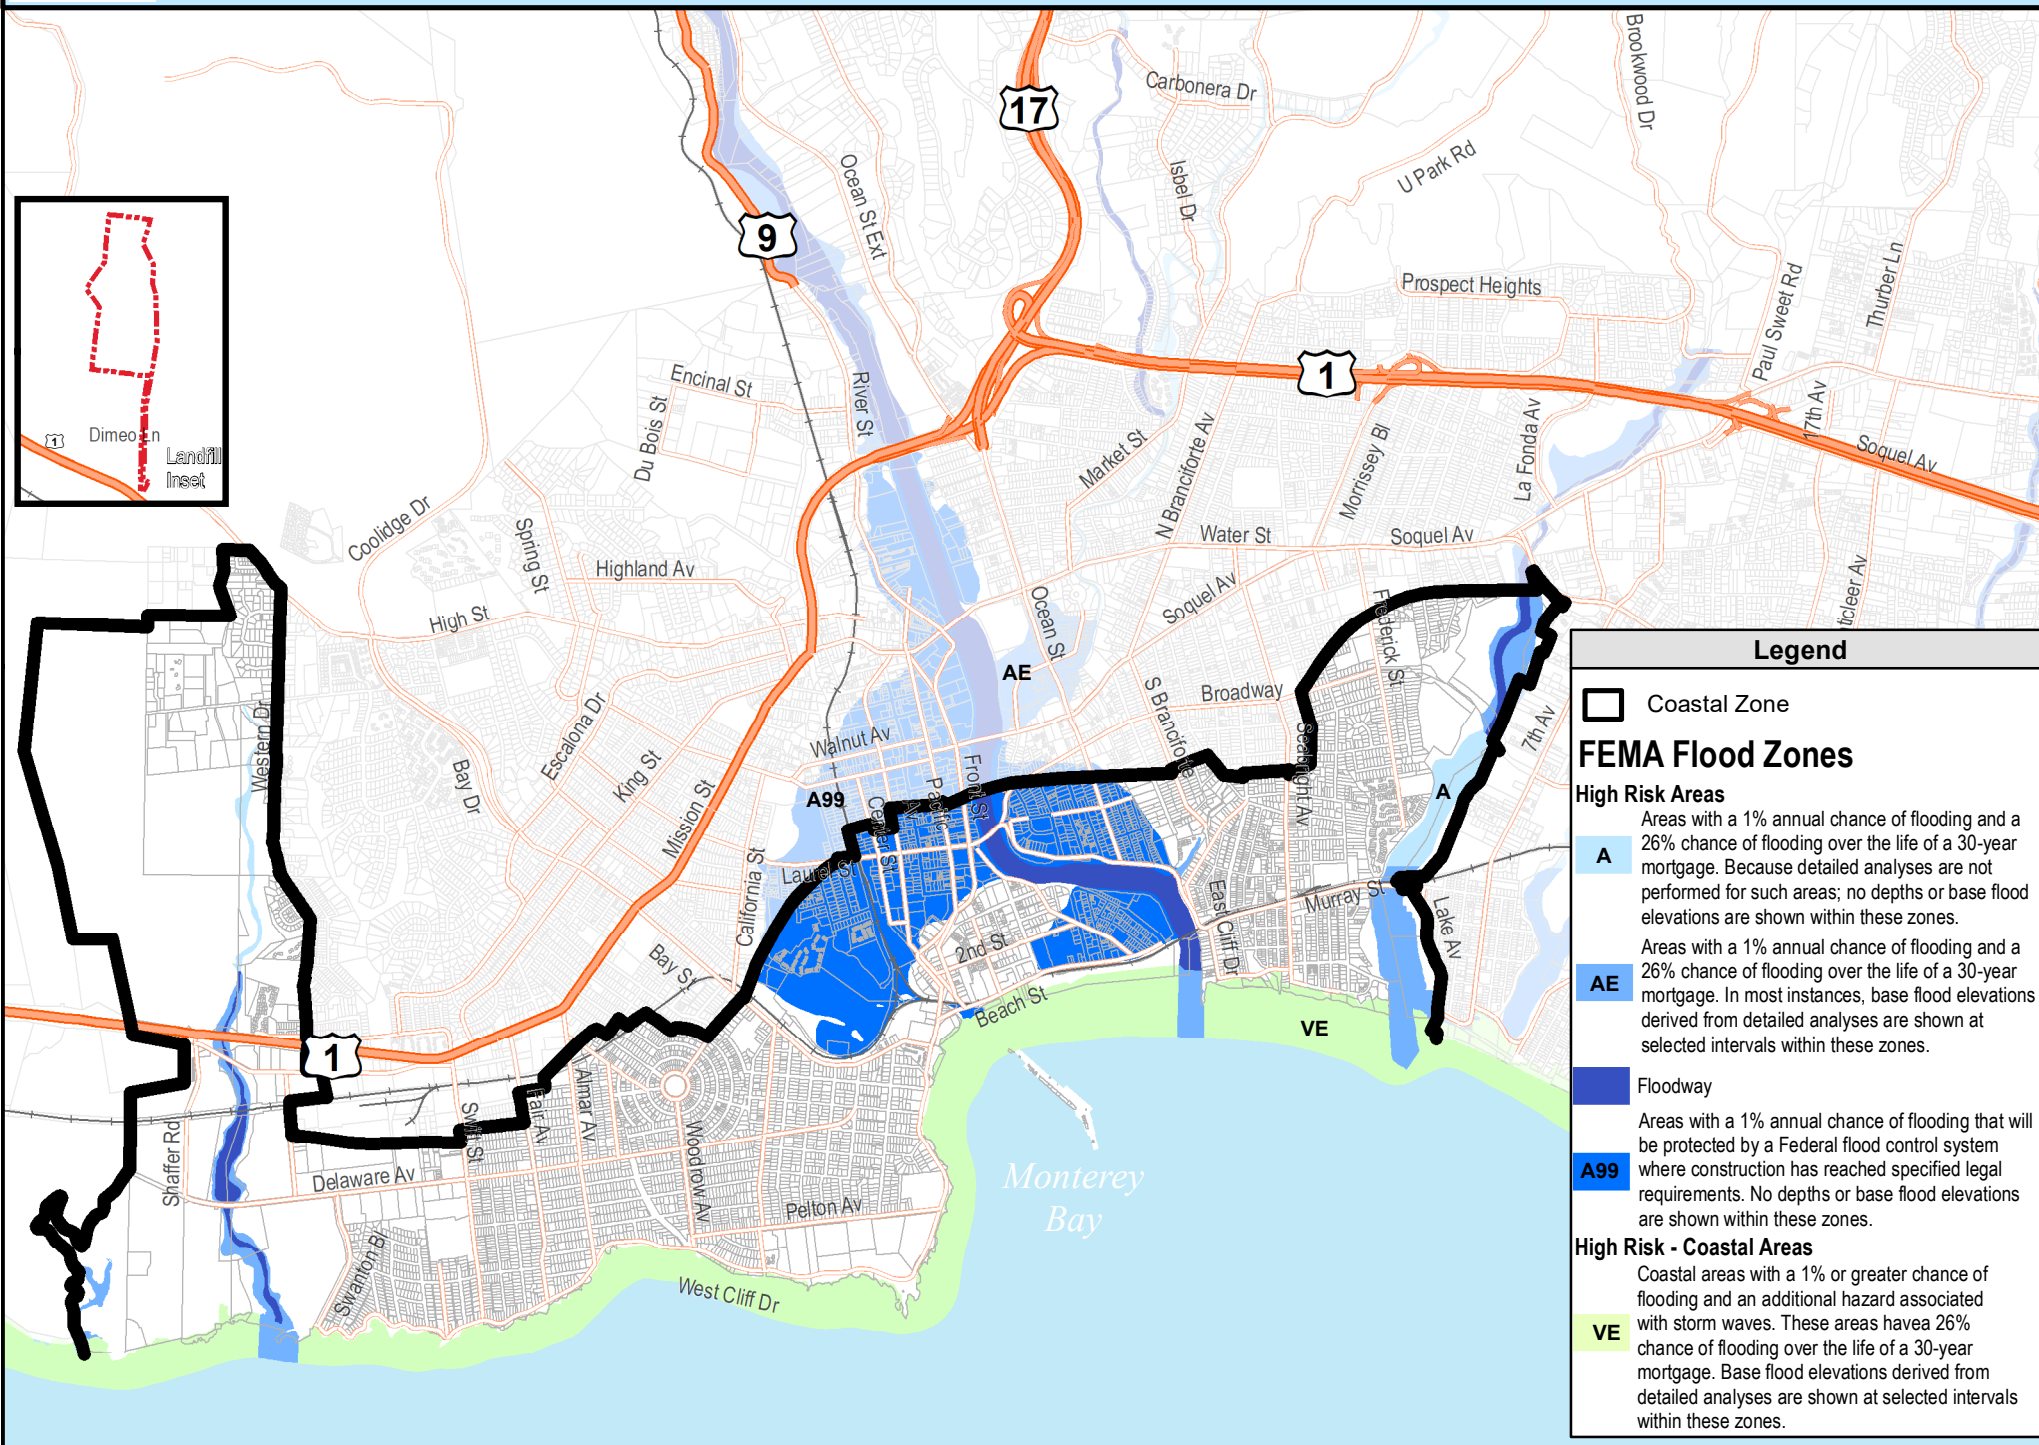 17
Carbonera Dr
Brookwood Dr
Isbel Dr
U Park Rd
Ocean St Ext
9
Prospect Heights
Paul Sweet Rd
Thurber Ln
1
Encinal St
River St
Du Bois St
Market St
N Branciforte Av
Morrissey Bl
La Fonda Av
17th Av
Soquel Av
1
Dimeo Ln
Landfill
Inset
Coolidge Dr
Spring St
Highland Av
High St
Water St
Soquel Av
Soquel Av
Ocean St
Frederick St
AE
Broadway
S Branciforte
Seabright Av
7th Av
Western Dr
Bay Dr
Escalona Dr
King St
Mission St
Walnut Av
A99
Center St
Pacific
Av
Front St
Laurel St
California St
Bay St
2nd St
Beach St
East Cliff Dr
Murray St
Lake Av
A
VE
1
Shaffer Rd
Delaware Av
Swift St
Fair Av
Almar Av
Woodrow Av
Pelton Av
Swanton Bl
West Cliff Dr
Monterey
Bay
Legend
Coastal Zone
FEMA Flood Zones
High Risk Areas
A
Areas with a 1% annual chance of flooding and a
26% chance of flooding over the life of a 30-year
mortgage. Because detailed analyses are not
performed for such areas; no depths or base flood
elevations are shown within these zones.
AE
Areas with a 1% annual chance of flooding and a
26% chance of flooding over the life of a 30-year
mortgage. In most instances, base flood elevations
derived from detailed analyses are shown at
selected intervals within these zones.
Floodway
A99
Areas with a 1% annual chance of flooding that will
be protected by a Federal flood control system
where construction has reached specified legal
requirements. No depths or base flood elevations
are shown within these zones.
High Risk - Coastal Areas
VE
Coastal areas with a 1% or greater chance of
flooding and an additional hazard associated
with storm waves. These areas havea 26%
chance of flooding over the life of a 30-year
mortgage. Base flood elevations derived from
detailed analyses are shown at selected intervals
within these zones.